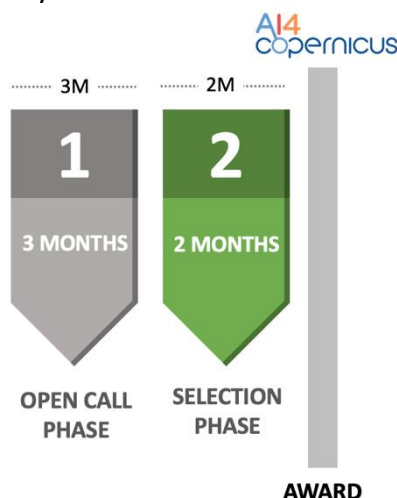 AI4
copernicus
3M
2M
1
2
3 MONTHS
2 MONTHS
OPEN CALL
PHASE
SELECTION
PHASE
AWARD